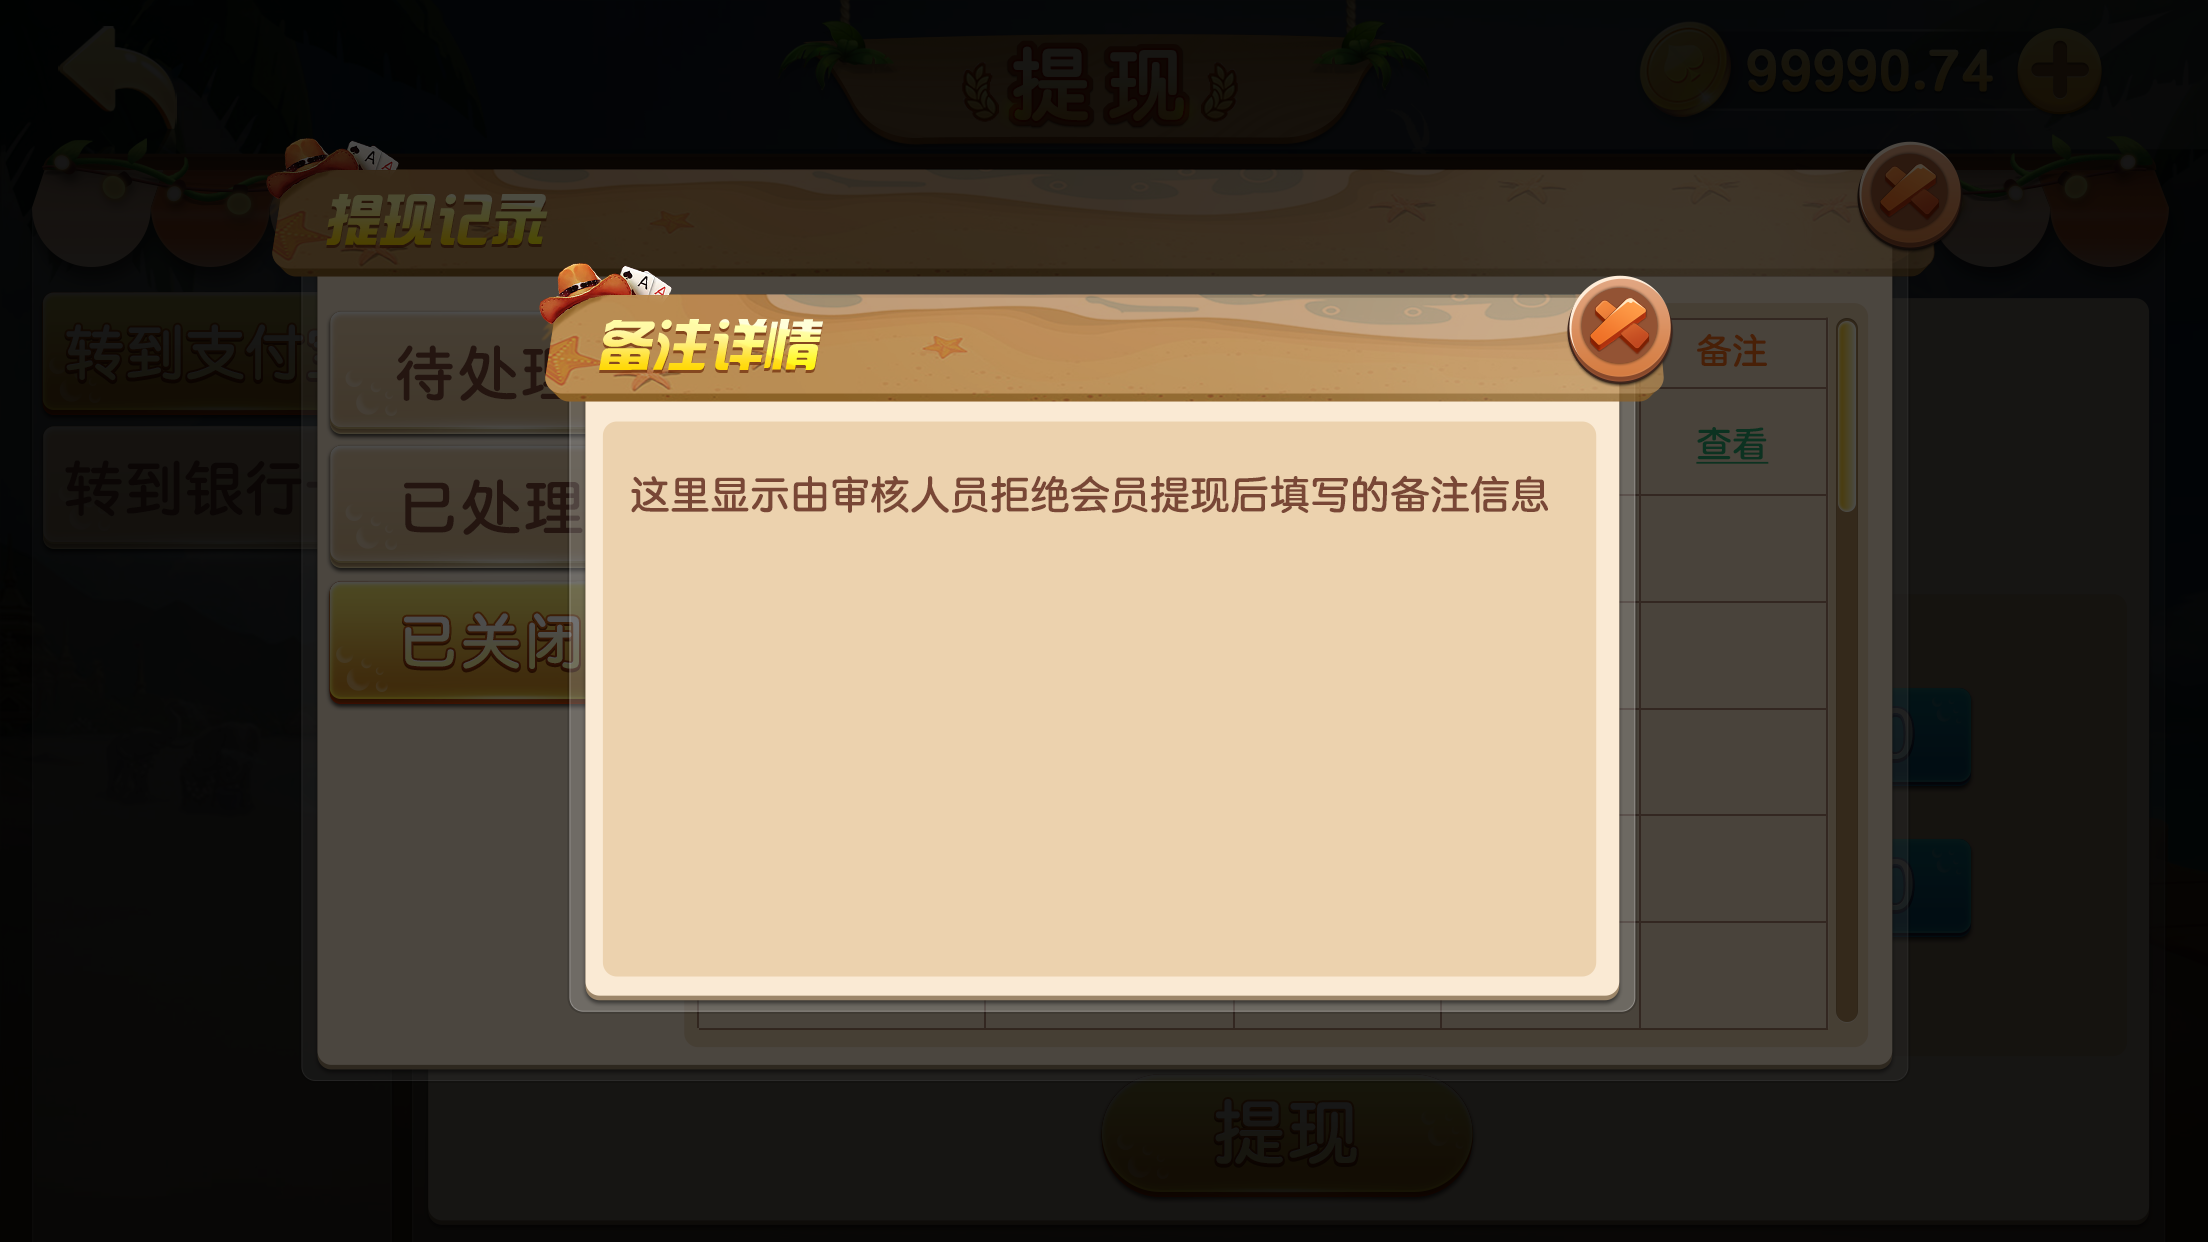 提现
99990.74
提现记录
备注详情
转到支付
待处理
备注
查看
转到银行
已处理
这里显示由审核人员拒绝会员提现后填写的备注信息
已关闭
0
0
提现